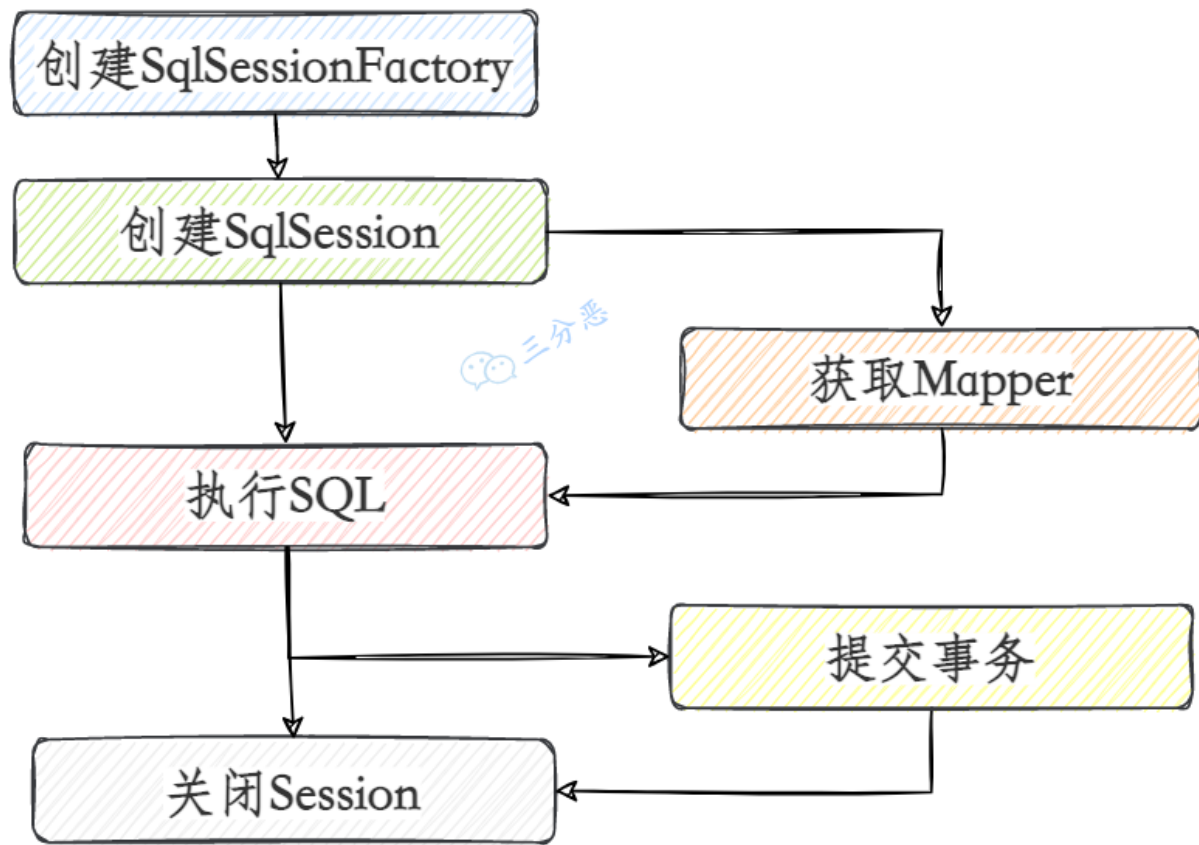 创建SqlSessionFactory
创建SqlSession
三分恶
获取Mapper
执行SQL
提交事务
关闭Session